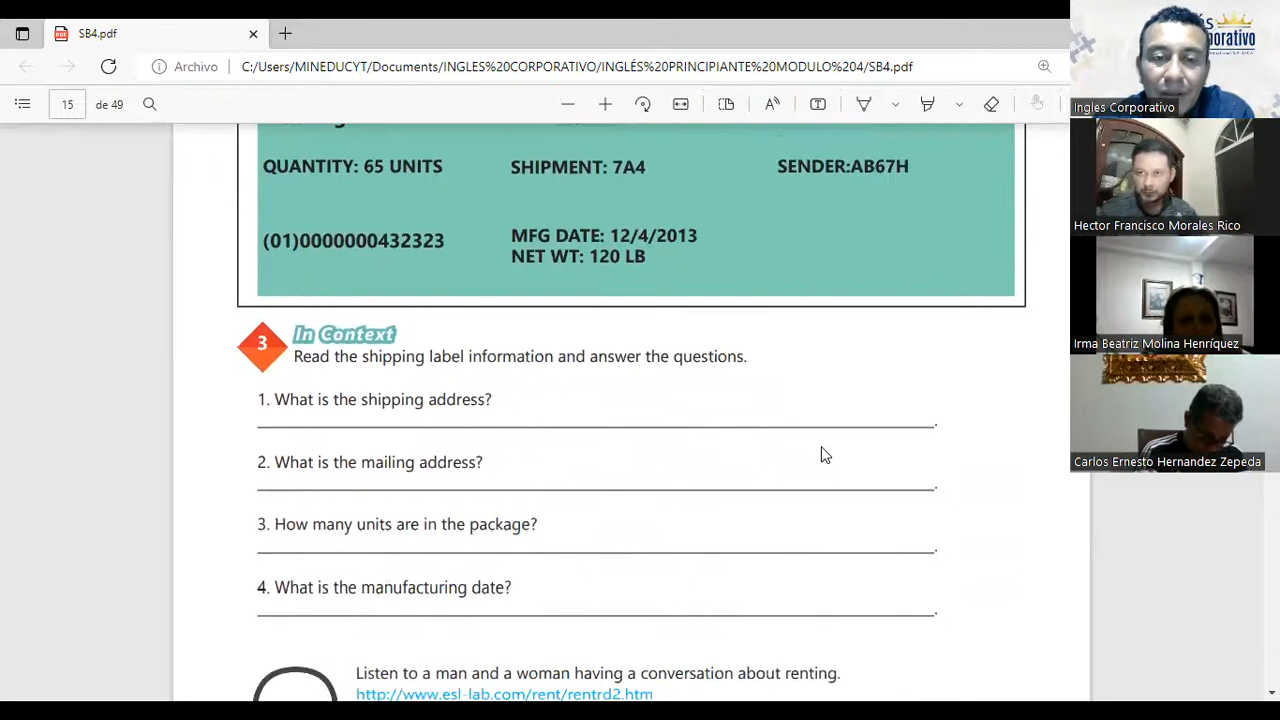 SB4.pdf
Archivo
C:/Users/MINEDUCYT/Documents/INGLES%20CORPORATIVO/INGLÉS%20PRINCIPIANTE%20MODULO%204/SB4.pdf
15 de 49
QUANTITY: 65 UNITS
SHIPMENT: 7A4
SENDER:AB67H
(01)0000000432323
MFG DATE: 12/4/2013
NET WT: 120 LB
3
In Context
Read the shipping label information and answer the questions.
1. What is the shipping address?
2. What is the mailing address?
3. How many units are in the package?
4. What is the manufacturing date?
Listen to a man and a woman having a conversation about renting.
http://www.esl-lab.com/rent/rentrd2.htm
Ingles Corporativo
Hector Francisco Morales Rico
Irma Beatriz Molina Henríquez
Carlos Ernesto Hernandez Zepeda